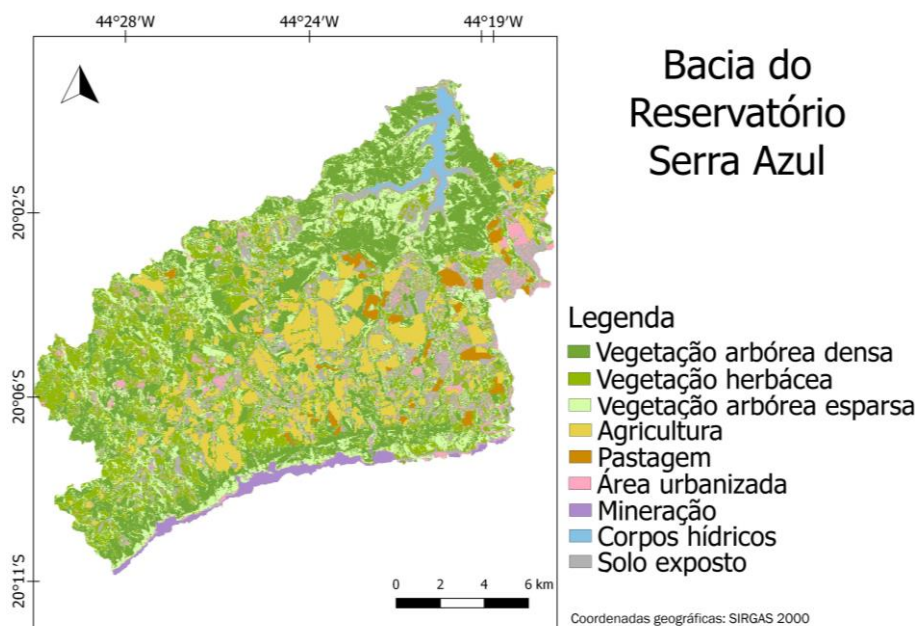 44°28'W
44°24'W
44°19'W
20°02'S
20°06'S
20°11'S
0 2 4 6 km
Bacia do
Reservatório
Serra Azul
Legenda
Vegetação arbórea densa
Vegetação herbácea
Vegetação arbórea esparsa
Agricultura
Pastagem
Área urbanizada
Mineração
Corpos hídricos
Solo exposto
Coordenadas geográficas: SIRGAS 2000